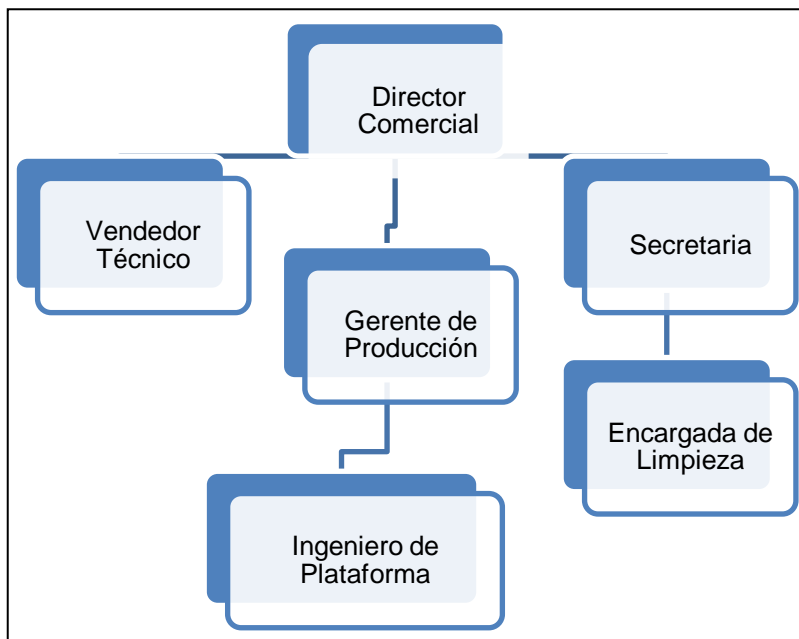 Director
Comercial
Vendedor
Técnico
Secretaria
Gerente de
Producción
Encargada de
Limpieza
Ingeniero de
Plataforma